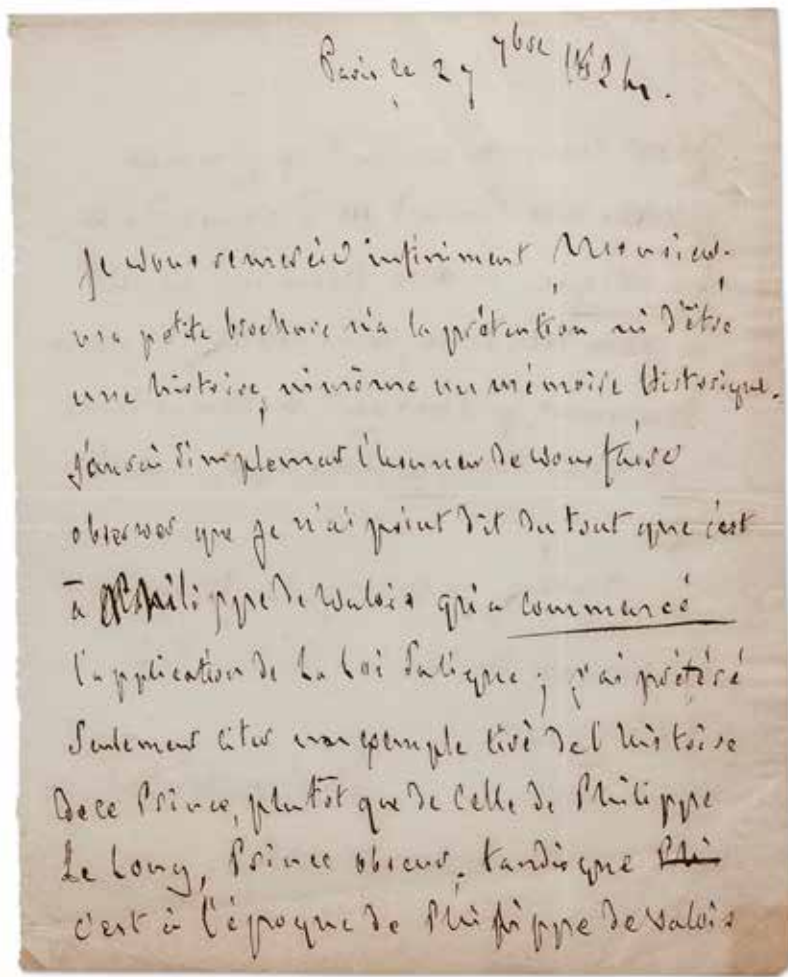 Paris le 27 7bre 1824.
Je vous remercie infiniment, Monsieur.
ma petite brochure n'a la prétention ni d'être
une histoire, ni même un mémoire historique.
J'aurai simplement l'honneur de vous faire
observer que je n'ai point dit du tout que c'est
à Philippe de Valois qu'a commencé
l'application de la loi Salique ; j'ai préféré
Seulement citer un exemple tiré de l'histoire
de ce Prince, plutôt que de celle de Philippe
Le Long, Prince obscur, tandis que Phi
c'est à l'époque de Philippe de Valois